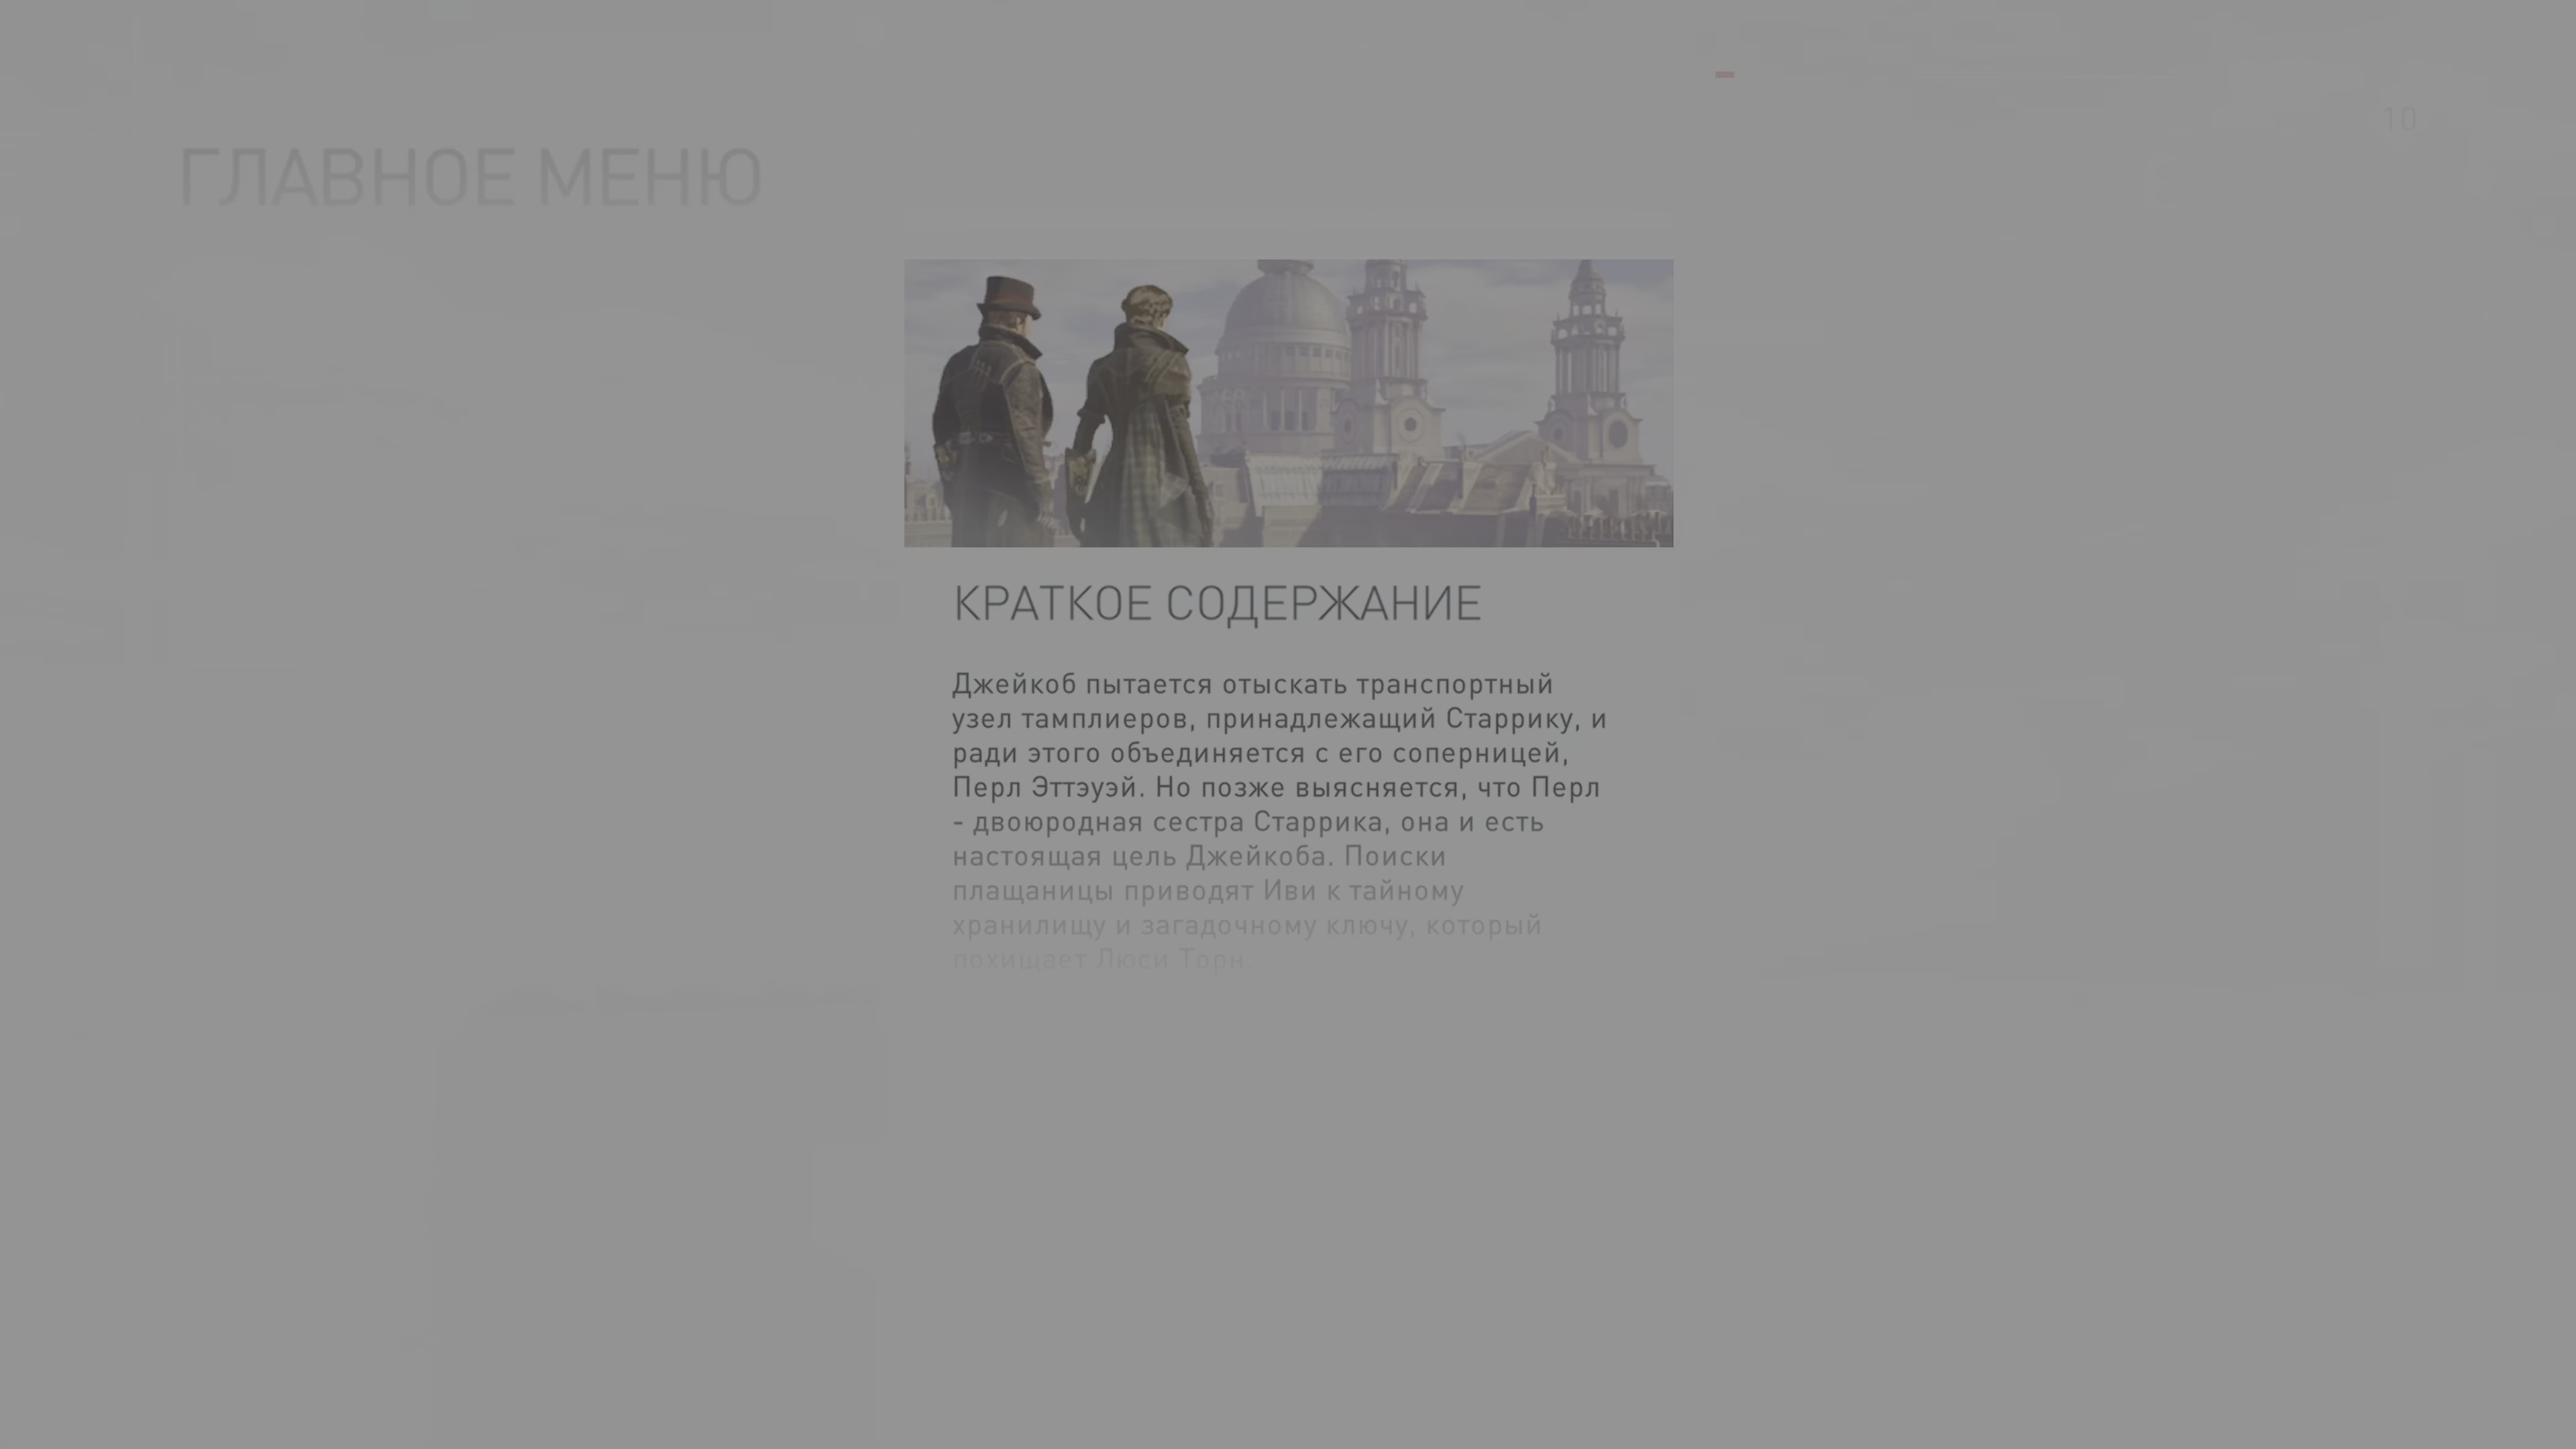 10
ГЛАВНОЕ МЕНЮ
КРАТКОЕ СОДЕРЖАНИЕ
Джейкоб пытается отыскать транспортный
узел тамплиеров, принадлежащий Старрику, и
ради этого объединяется с его соперницей,
Перл Эттэуэй. Но позже выясняется, что Перл
- двоюродная сестра Старрика, она и есть
настоящая цель Джейкоба. Поиски
плащаницы приводят Иви к тайному
хранилищу и загадочному ключу, который
похищает Люси Торн.